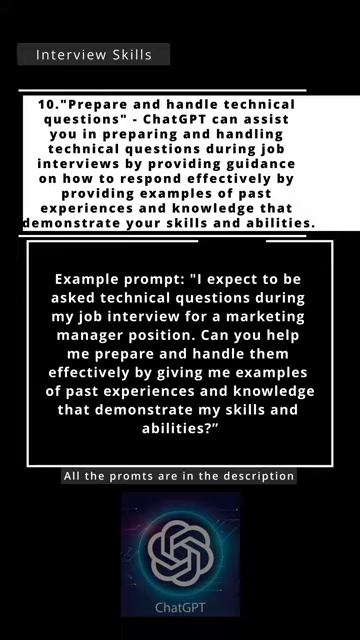 Interview Skills
10."Prepare and handle technical
questions" - ChatGPT can assist
you in preparing and handling
technical questions during job
interviews by providing guidance
on how to respond effectively by
providing examples of past
experiences and knowledge that
demonstrate your skills and abilities.
Example prompt: "I expect to be
asked technical questions during
my job interview for a marketing
manager position. Can you help
me prepare and handle them
effectively by giving me examples
of past experiences and knowledge
that demonstrate my skills and
abilities?”
All the promts are in the description
ChatGPT